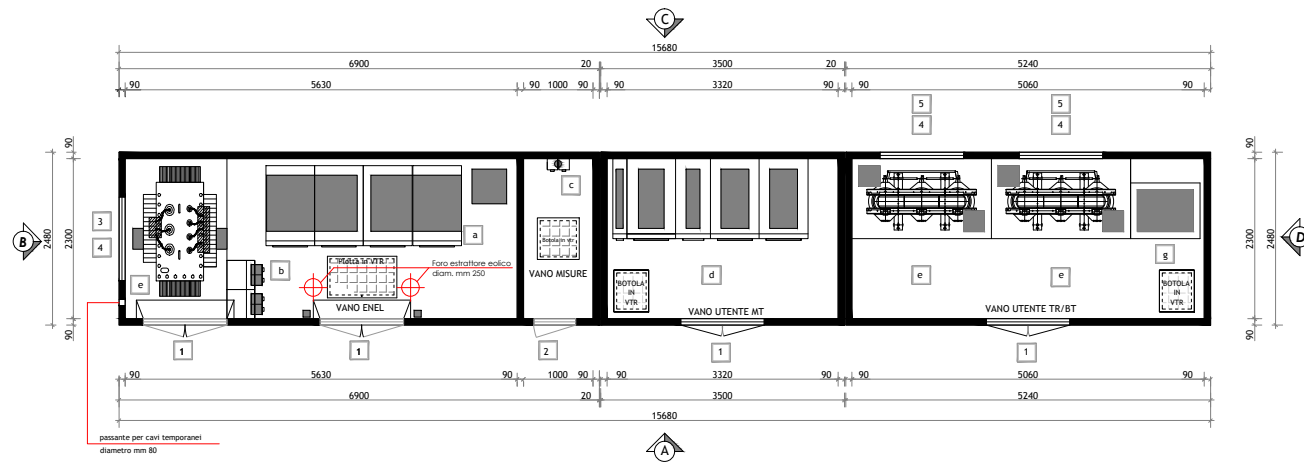 C
15680
6900 20 3500 20 5240
90 5630 90 1000 90 90 3320 90 90 5060 90
5 5
4 4
90 90
2480 2300 2300 2480
90 90
B
D
3
4
c
a
Botola in vtr
Foro estrattore eolico
diam. mm 250
Plotta in VTR
VANO MISURE
b
e
d
e
e
g
BOTOLA
IN
VTR
BOTOLA
IN
VTR
VANO ENEL
VANO UTENTE MT
VANO UTENTE TR/BT
1 1 2 1 1
90 5630 90 1000 90 90 3320 90 90 5060 90
6900 20 3500 5240
15680
passante per cavi temporanei
diametro mm 80
A